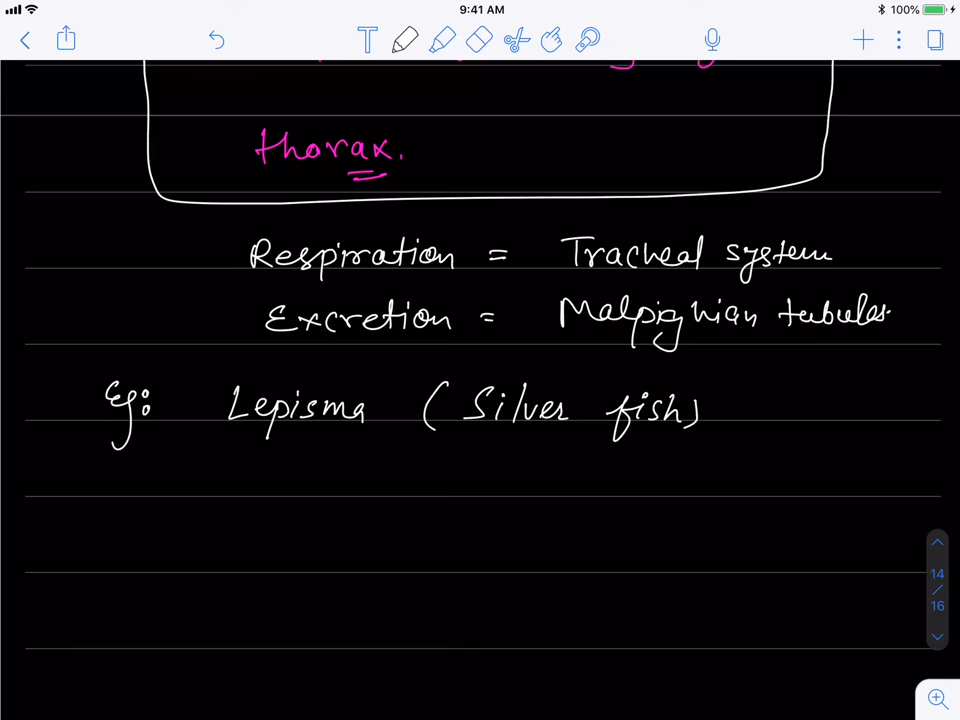 9:41 AM
100%
T
thorax.
Respiration = Tracheal system
Excretion = Malpighian tubules.
Eg: Lepisma (Silver fish)
14
/
16